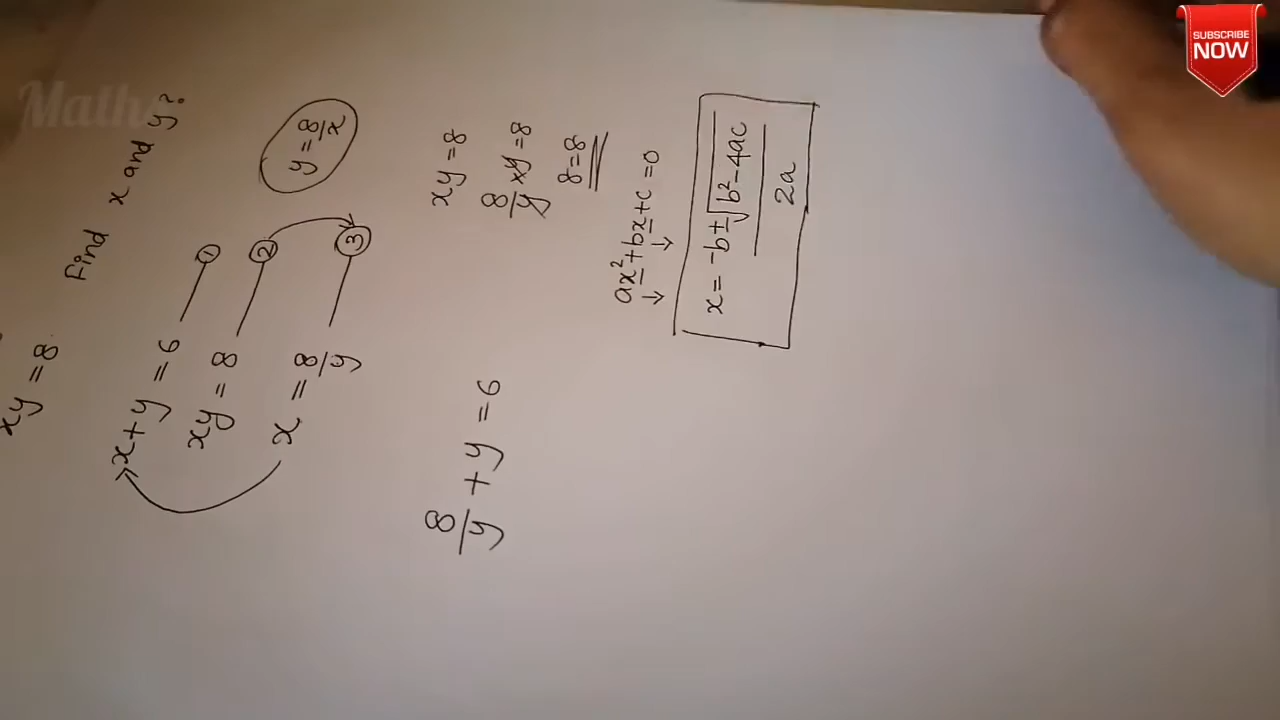 SUBSCRIBE
NOW
Maths
xy = 8
Find x and y?
x + y = 6 — ①
xy = 8 — ②
x = 8/y — ③
y = 8/x
8/y + y = 6
xy = 8
8/y × y = 8
8 = 8
ax² + bx + c = 0
x = -b ± √b² - 4ac
2a